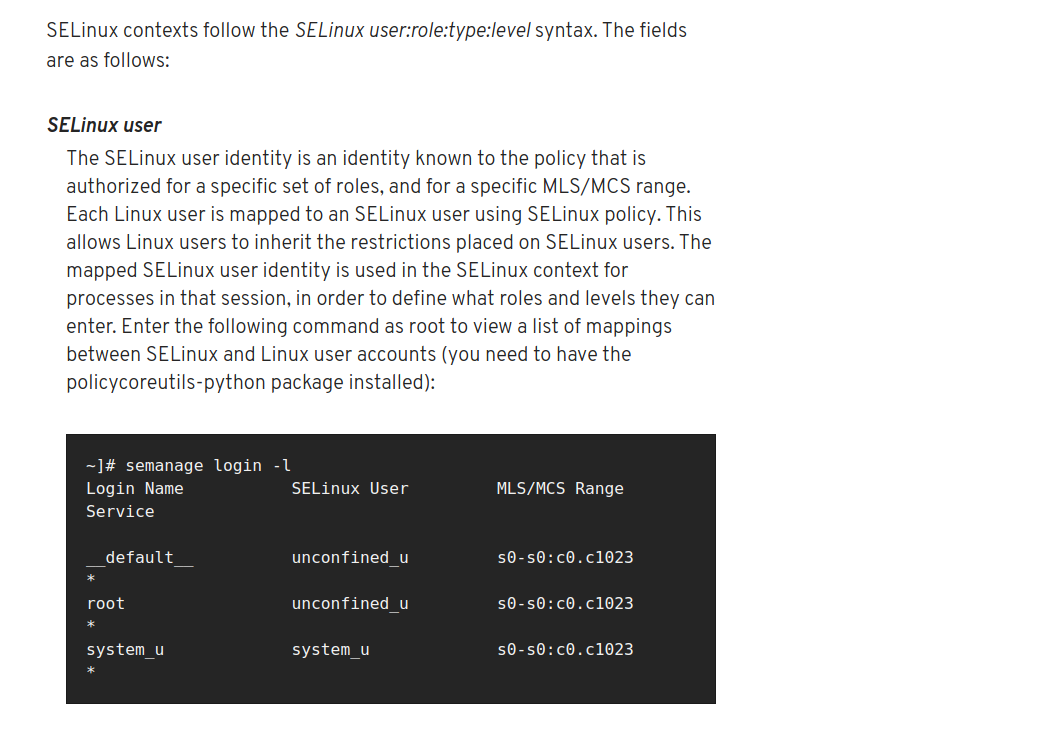 SELinux contexts follow the SELinux user:role:type:level syntax. The fields
are as follows:
SELinux user
The SELinux user identity is an identity known to the policy that is
authorized for a specific set of roles, and for a specific MLS/MCS range.
Each Linux user is mapped to an SELinux user using SELinux policy. This
allows Linux users to inherit the restrictions placed on SELinux users. The
mapped SELinux user identity is used in the SELinux context for
processes in that session, in order to define what roles and levels they can
enter. Enter the following command as root to view a list of mappings
between SELinux and Linux user accounts (you need to have the
policycoreutils-python package installed):
~]# semanage login -l
Login Name           SELinux User         MLS/MCS Range
Service
__default__          unconfined_u         s0-s0:c0.c1023
*
root                 unconfined_u         s0-s0:c0.c1023
*
system_u             system_u             s0-s0:c0.c1023
*